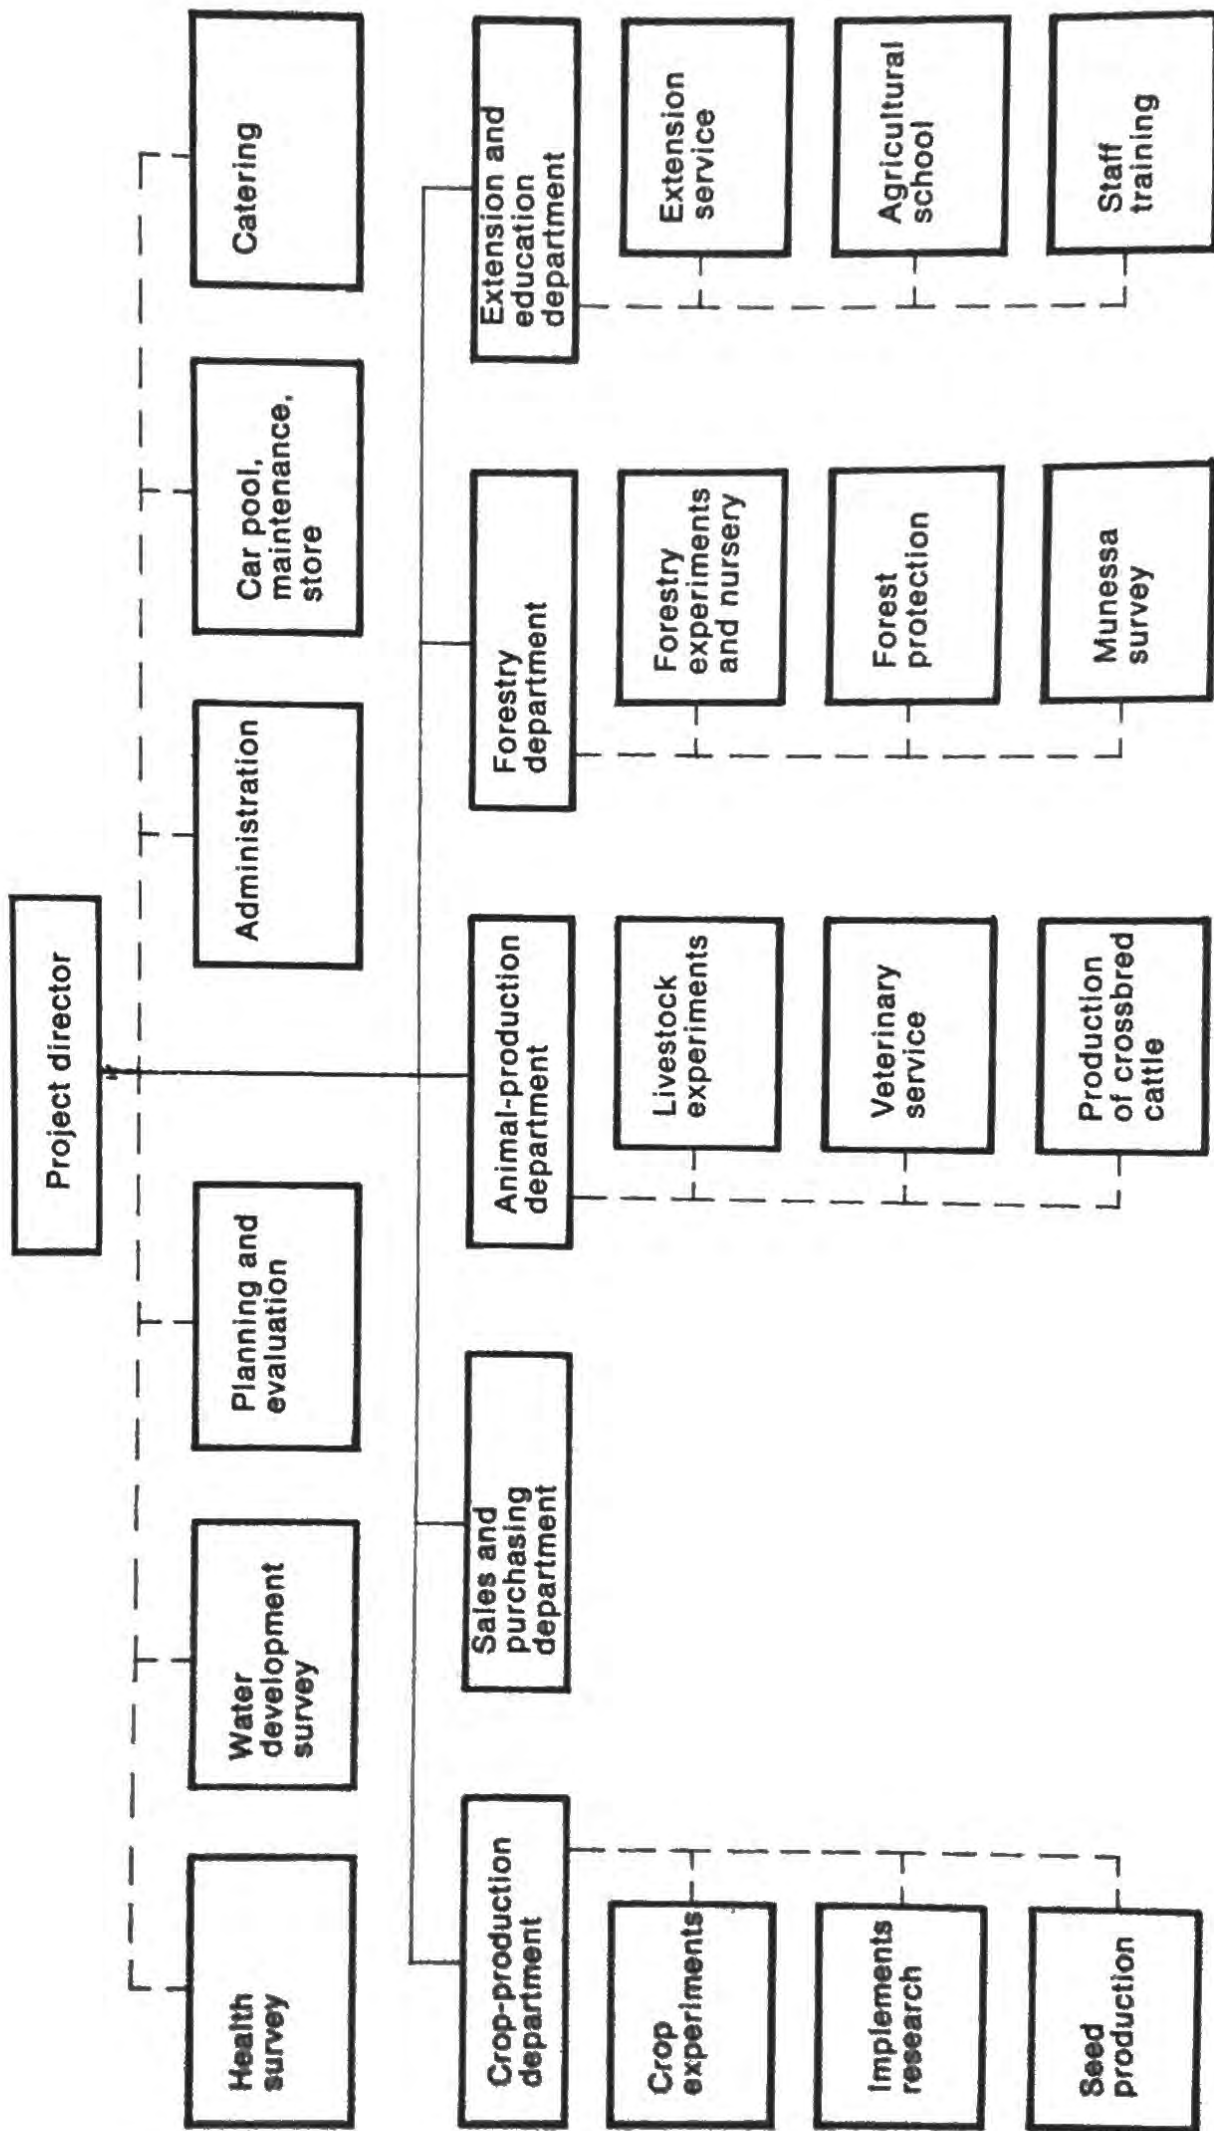 Project director
Health
survey
Water
development
survey
Planning and
evaluation
Administration
Car pool,
maintenance,
store
Catering
Crop-production
department
Sales and
purchasing
department
Animal-production
department
Forestry
department
Extension and
education
department
Crop
experiments
Implements
research
Seed
production
Livestock
experiments
Veterinary
service
Production
of crossbred
cattle
Forestry
experiments
and nursery
Forest
protection
Munessa
survey
Extension
service
Agricultural
school
Staff
training